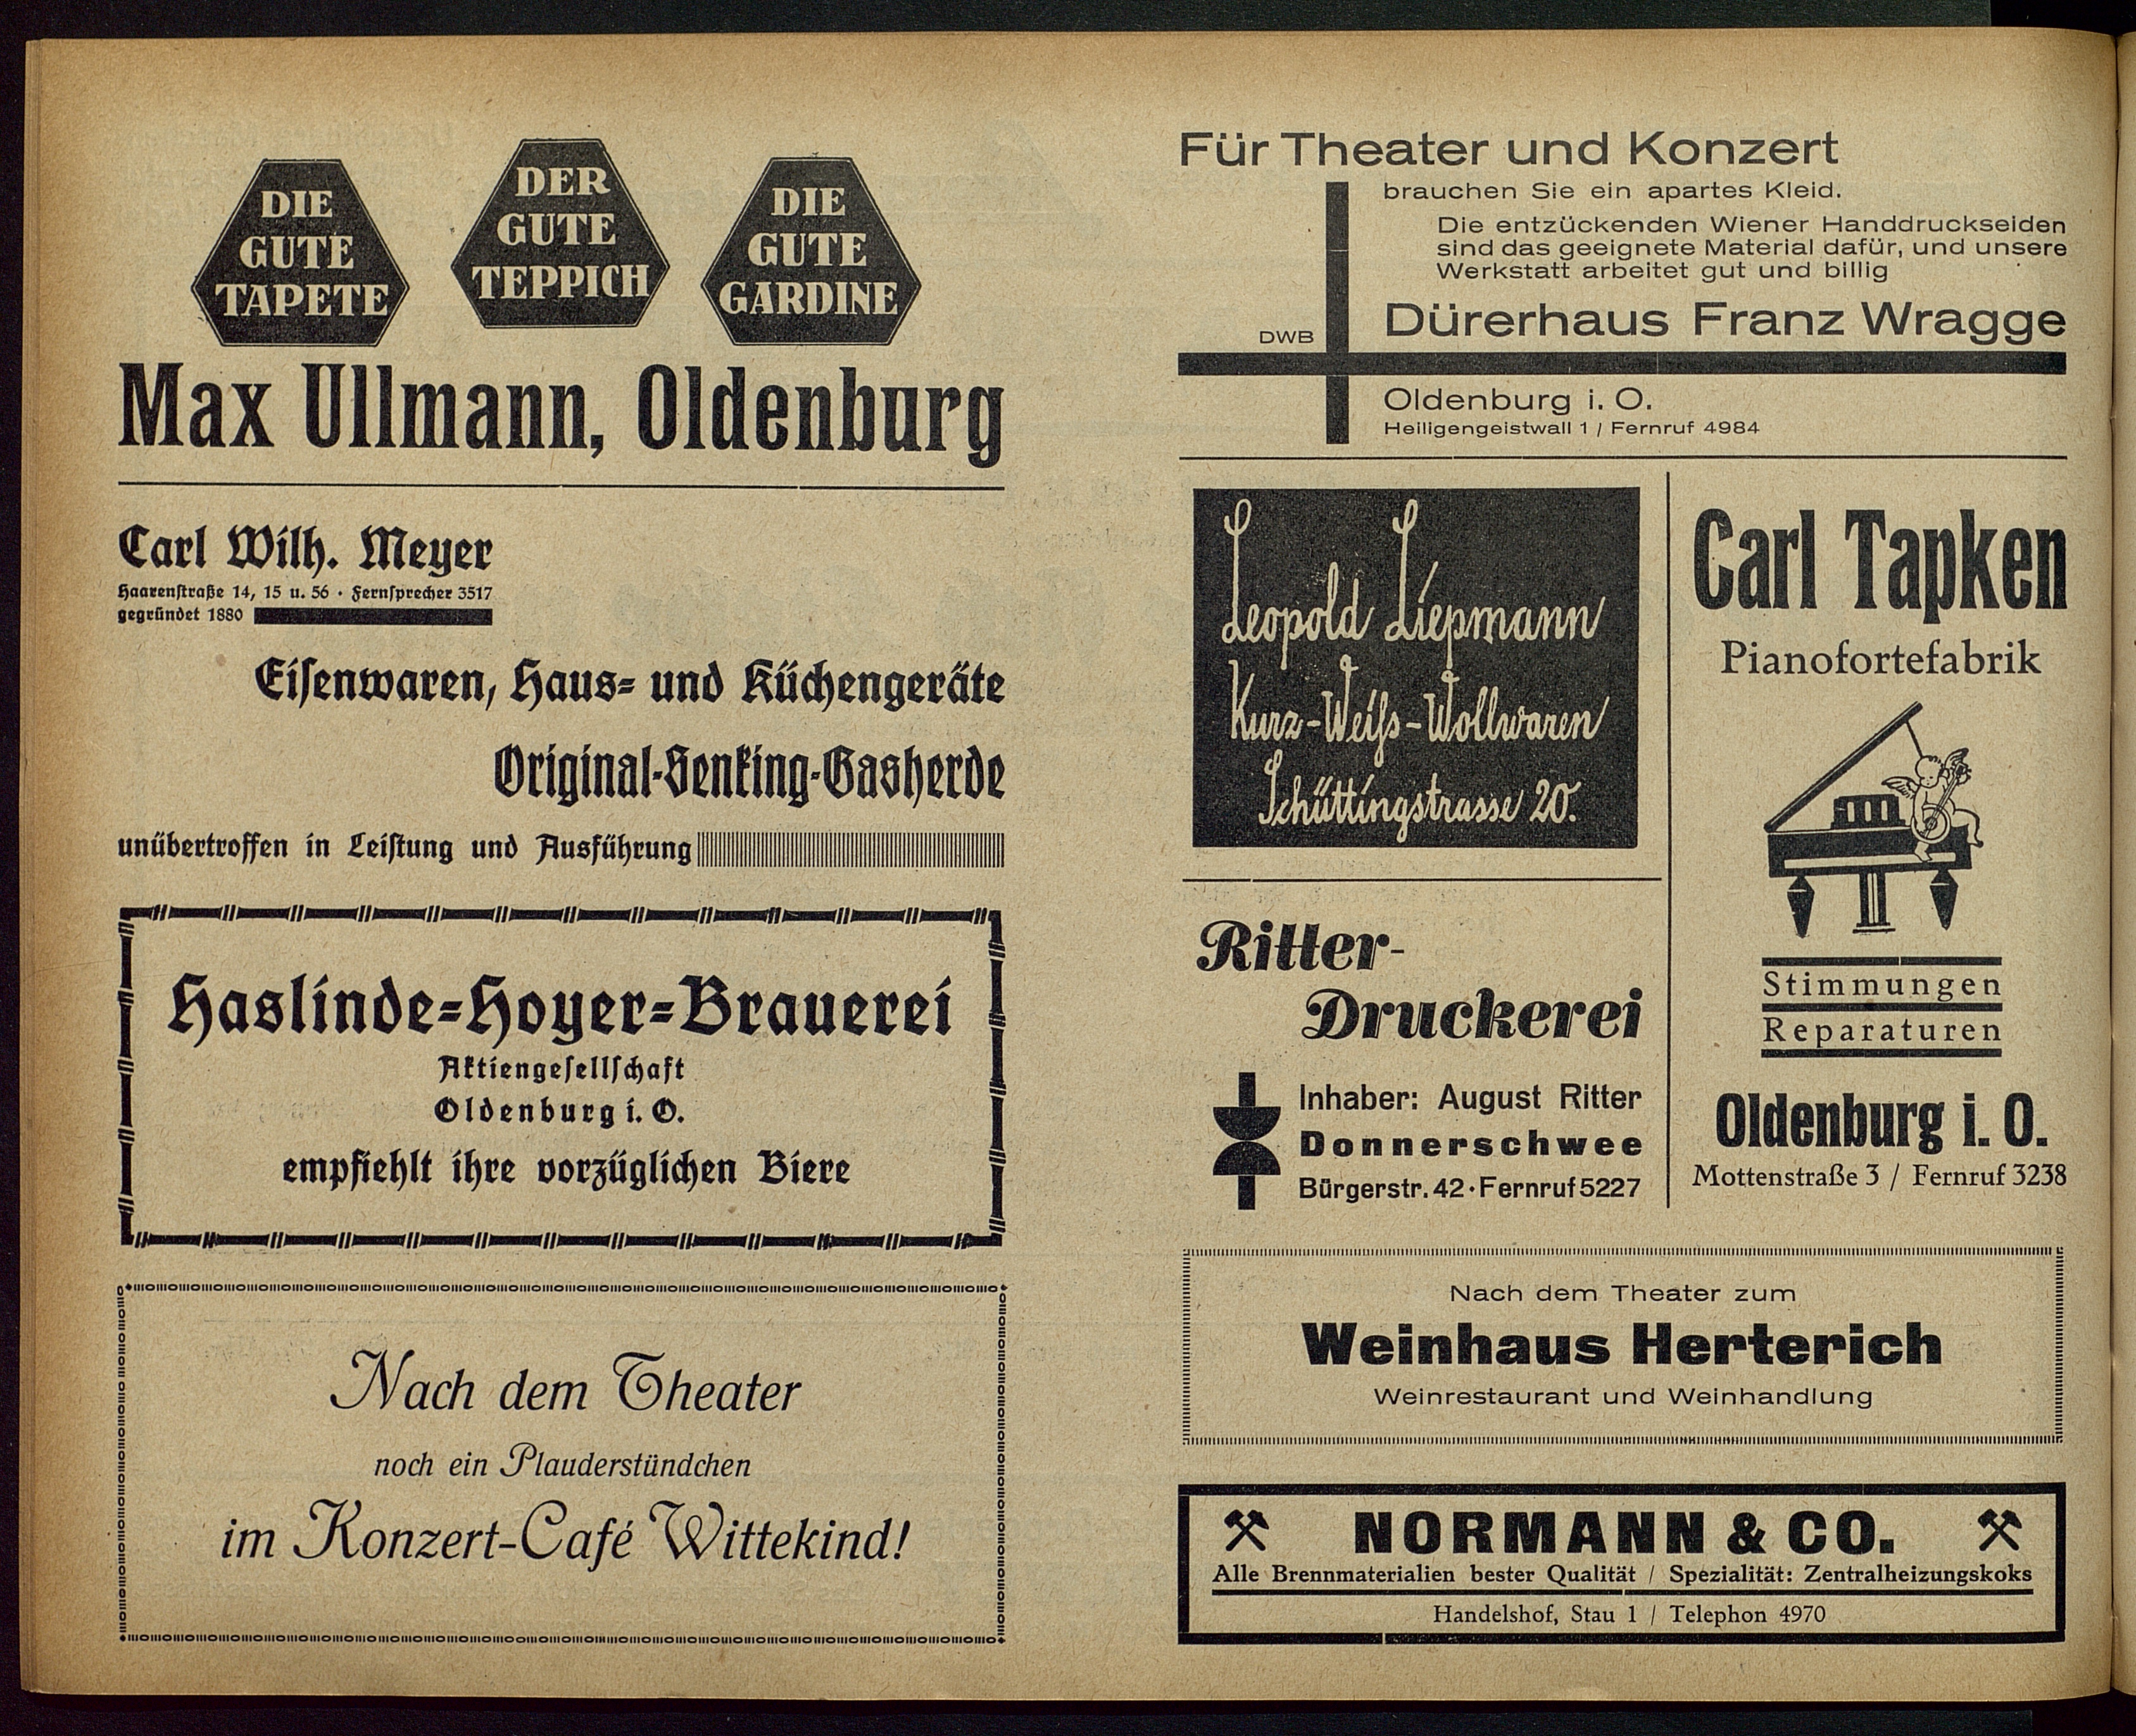 DIE
GUTE
TAPETE
DER
GUTE
TEPPICH
DIE
GUTE
GARDINE
Max Ullmann, Oldenburg
Carl Wilh. Meyer
Haarenſtraße 14, 15 u. 56 · Fernſprecher 3517
gegründet 1880
Eiſenwaren, Haus- und Küchengeräte
Original-Senking-Gasherde
unübertroffen in Leiſtung und Ausführung
Haslinde-Hoyer-Brauerei
Aktiengeſellſchaft
Oldenburg i. O.
empfiehlt ihre vorzüglichen Biere
Nach dem Theater
noch ein Plauderstündchen
im Konzert-Café Wittekind!
Für Theater und Konzert
brauchen Sie ein apartes Kleid.
Die entzückenden Wiener Handdruckseiden
sind das geeignete Material dafür, und unsere
Werkstatt arbeitet gut und billig
DWB
Dürerhaus Franz Wragge
Oldenburg i. O.
Heiligengeistwall 1 / Fernruf 4984
Leopold Liepmann
Kurz-Weiſs-Wollwaren
Schüttingstrasse 20.
Ritter-
Druckerei
Inhaber: August Ritter
Donnerschwee
Bürgerstr. 42 · Fernruf 5227
Carl Tapken
Pianofortefabrik
Stimmungen
Reparaturen
Oldenburg i. O.
Mottenstraße 3 / Fernruf 3238
Nach dem Theater zum
Weinhaus Herterich
Weinrestaurant und Weinhandlung
NORMANN & CO.
Alle Brennmaterialien bester Qualität / Spezialität: Zentralheizungskoks
Handelshof, Stau 1 / Telephon 4970